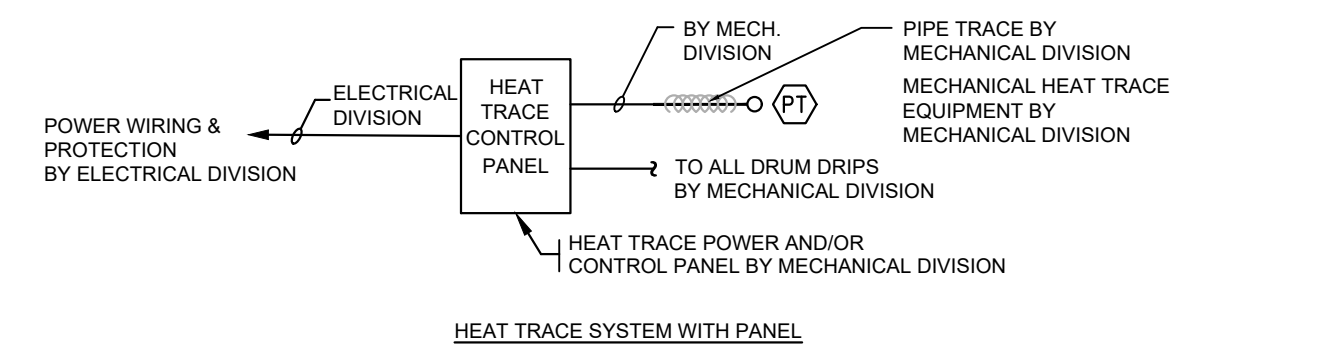 BY MECH.
DIVISION
PIPE TRACE BY
MECHANICAL DIVISION
MECHANICAL HEAT TRACE
EQUIPMENT BY
MECHANICAL DIVISION
PT
HEAT
TRACE
CONTROL
PANEL
ELECTRICAL
DIVISION
POWER WIRING &
PROTECTION
BY ELECTRICAL DIVISION
TO ALL DRUM DRIPS
BY MECHANICAL DIVISION
HEAT TRACE POWER AND/OR
CONTROL PANEL BY MECHANICAL DIVISION
HEAT TRACE SYSTEM WITH PANEL